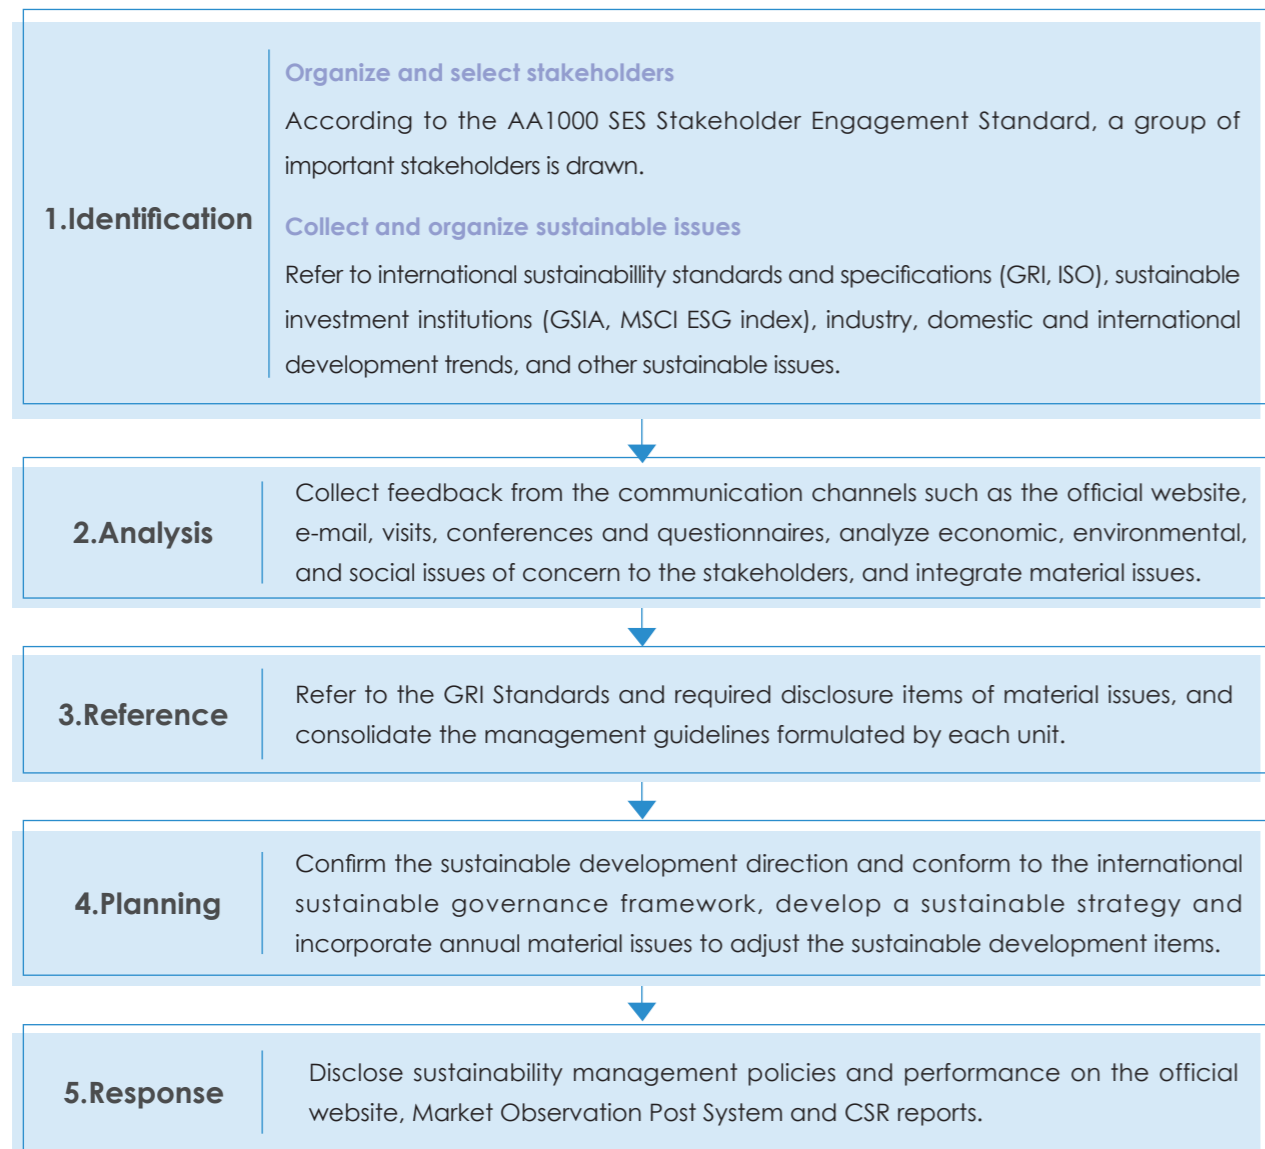 1.Identification
Organize and select stakeholders
According to the AA1000 SES Stakeholder Engagement Standard, a group of
important stakeholders is drawn.
Collect and organize sustainable issues
Refer to international sustainabillity standards and specifications (GRI, ISO), sustainable
investment institutions (GSIA, MSCI ESG index), industry, domestic and international
development trends, and other sustainable issues.
2.Analysis
Collect feedback from the communication channels such as the official website,
e-mail, visits, conferences and questionnaires, analyze economic, environmental,
and social issues of concern to the stakeholders, and integrate material issues.
3.Reference
Refer to the GRI Standards and required disclosure items of material issues, and
consolidate the management guidelines formulated by each unit.
4.Planning
Confirm the sustainable development direction and conform to the international
sustainable governance framework, develop a sustainable strategy and
incorporate annual material issues to adjust the sustainable development items.
5.Response
Disclose sustainability management policies and performance on the official
website, Market Observation Post System and CSR reports.